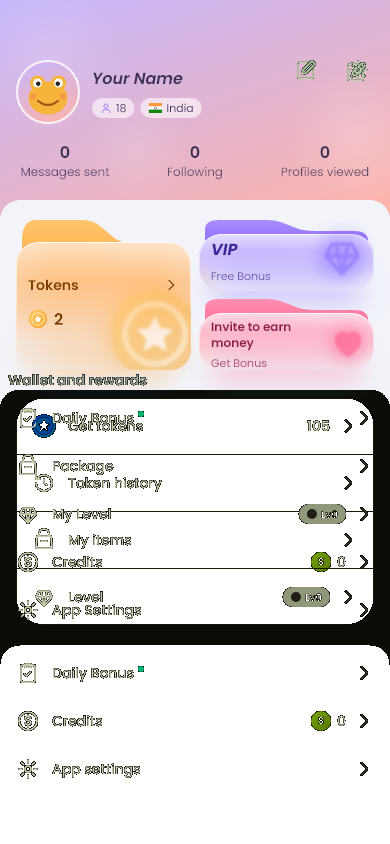 Your Name
18 India
0 0 0
Messages sent Following Profiles viewed
Tokens
2
VIP
Free Bonus
Invite to earn
money
Get Bonus
Wallet and rewards
Daily Bonus
Get tokens 105
Package
Token history
My Level Lv0
My items
Credits S 0
Level Lv0
App Settings
Daily Bonus
Credits S 0
App settings